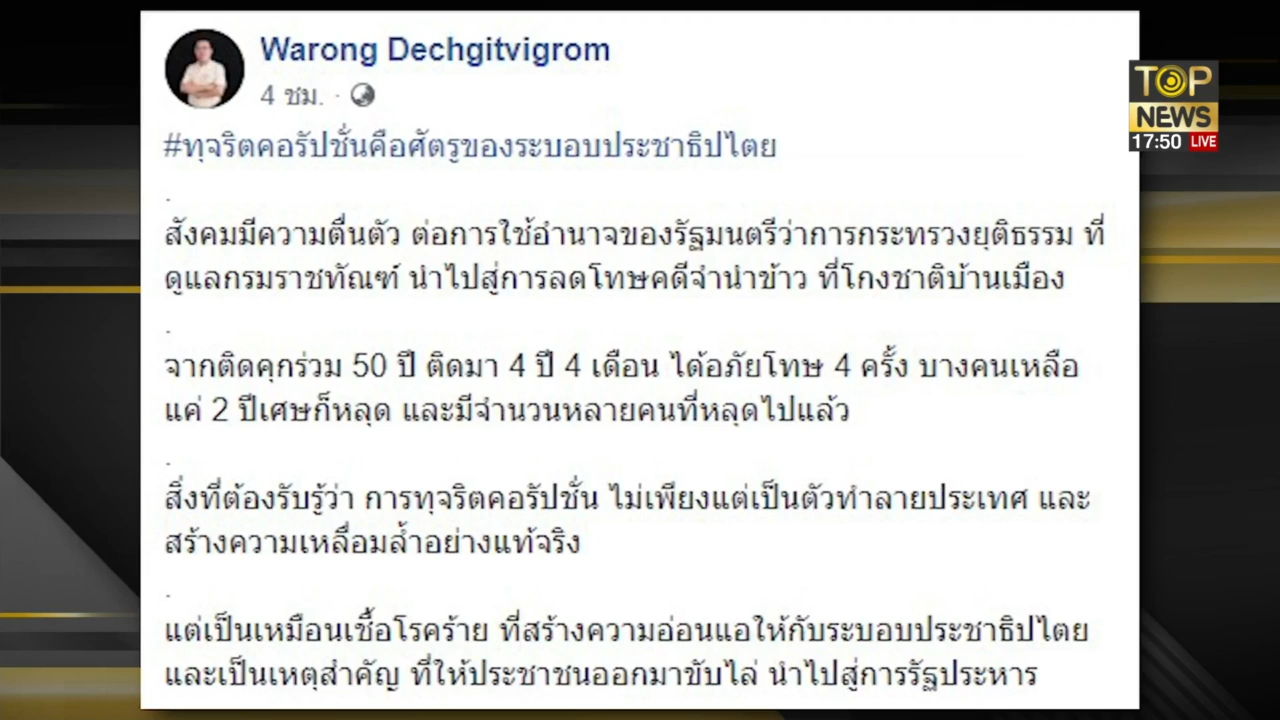 Warong Dechgitvigrom
4 ชม. ·
#ทุจริตคอรัปชั่นคือศัตรูของระบอบประชาธิปไตย
.
สังคมมีความตื่นตัว ต่อการใช้อำนาจของรัฐมนตรีว่าการกระทรวงยุติธรรม ที่
ดูแลกรมราชทัณฑ์ นำไปสู่การลดโทษคดีจำนำข้าว ที่โกงชาติบ้านเมือง
.
จากติดคุกร่วม 50 ปี ติดมา 4 ปี 4 เดือน ได้อภัยโทษ 4 ครั้ง บางคนเหลือ
แค่ 2 ปีเศษก็หลุด และมีจำนวนหลายคนที่หลุดไปแล้ว
.
สิ่งที่ต้องรับรู้ว่า การทุจริตคอรัปชั่น ไม่เพียงแต่เป็นตัวทำลายประเทศ และ
สร้างความเหลื่อมล้ำอย่างแท้จริง
.
แต่เป็นเหมือนเชื้อโรคร้าย ที่สร้างความอ่อนแอให้กับระบอบประชาธิปไตย
และเป็นเหตุสำคัญ ที่ให้ประชาชนออกมาขับไล่ นำไปสู่การรัฐประหาร
TOP
NEWS
17:50 LIVE